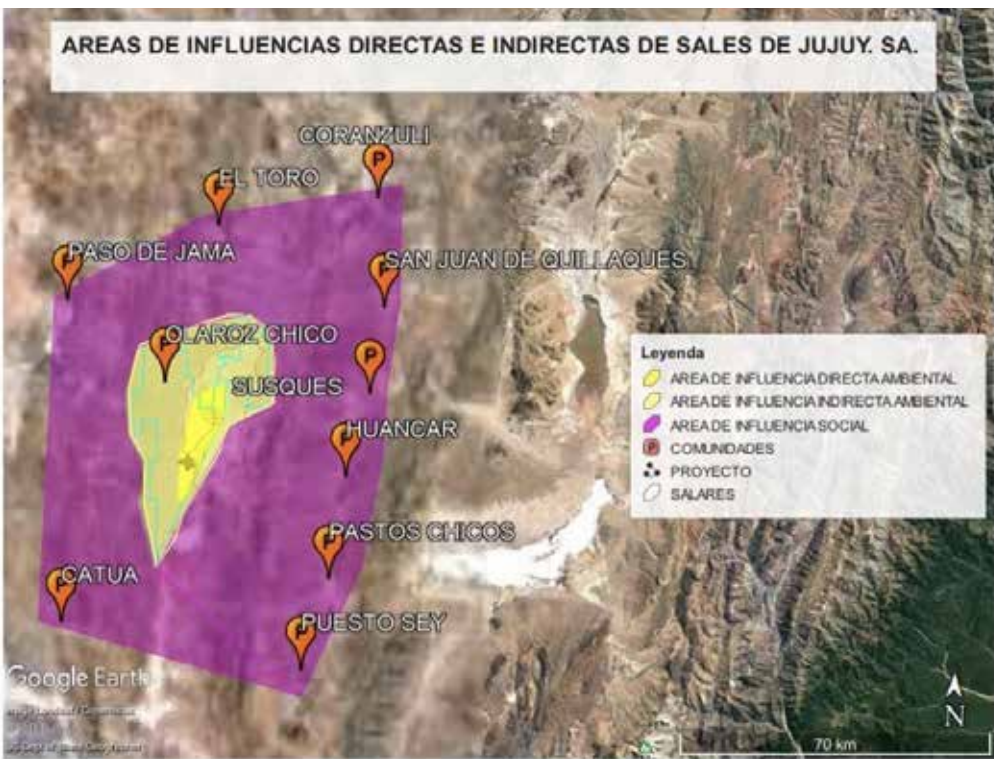 AREAS DE INFLUENCIAS DIRECTAS E INDIRECTAS DE SALES DE JUJUY. SA.
CORANZULI
EL TORO
PASO DE JAMA
SAN JUAN DE QUILLAQUES
OLAROZ CHICO
SUSQUES
HUANCAR
PASTOS CHICOS
CATUA
PUESTO SEY
Leyenda
AREA DE INFLUENCIA DIRECTA AMBIENTAL
AREA DE INFLUENCIA INDIRECTA AMBIENTAL
AREA DE INFLUENCIA SOCIAL
P COMUNIDADES
PROYECTO
SALARES
Google Earth
N
70 km